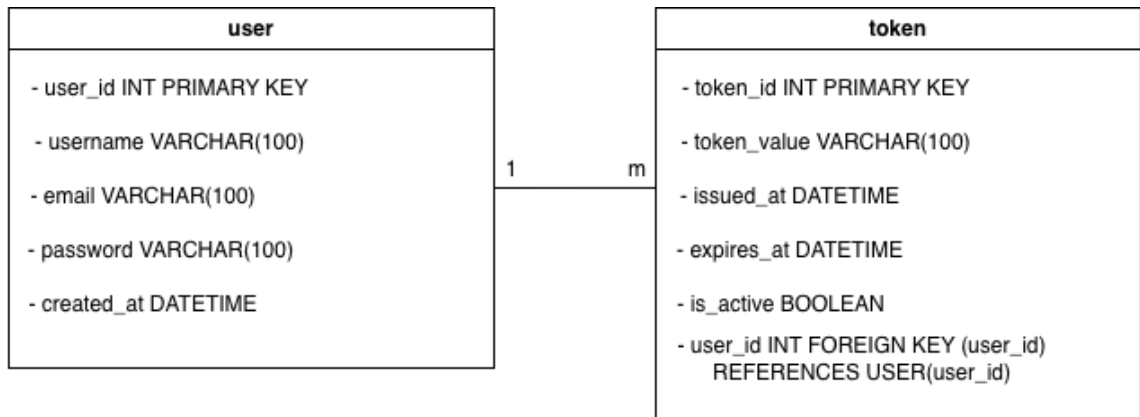 user
- user_id INT PRIMARY KEY
- username VARCHAR(100)
- email VARCHAR(100)
- password VARCHAR(100)
- created_at DATETIME
1
m
token
- token_id INT PRIMARY KEY
- token_value VARCHAR(100)
- issued_at DATETIME
- expires_at DATETIME
- is_active BOOLEAN
- user_id INT FOREIGN KEY (user_id)
REFERENCES USER(user_id)